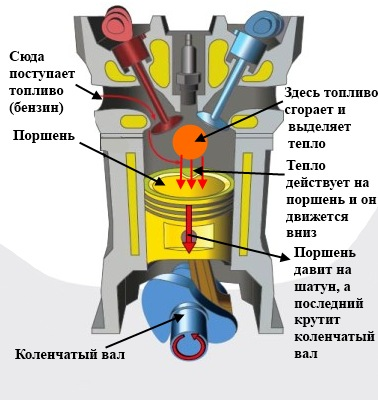 Сюда
поступает
топливо
(бензин)
Поршень
Здесь топливо
сгорает и
выделяет
тепло
Тепло
действует на
поршень и он
движется
вниз
Поршень
давит на
шатун, а
последний
крутит
коленчатый
вал
Коленчатый вал